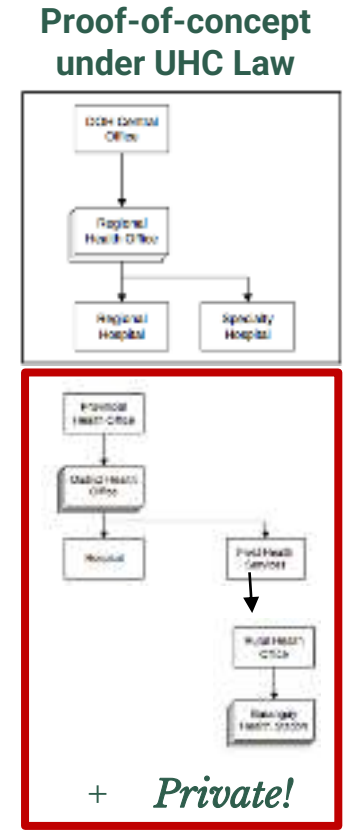 Proof-of-concept
under UHC Law
DOH Central
Office
Regional
Health Office
Regional
Hospital
Specialty
Hospital
Provincial
Health Office
District Health
Office
Hospital
Field Health
Services
Rural Health
Office
Barangay
Health Station
+ Private!